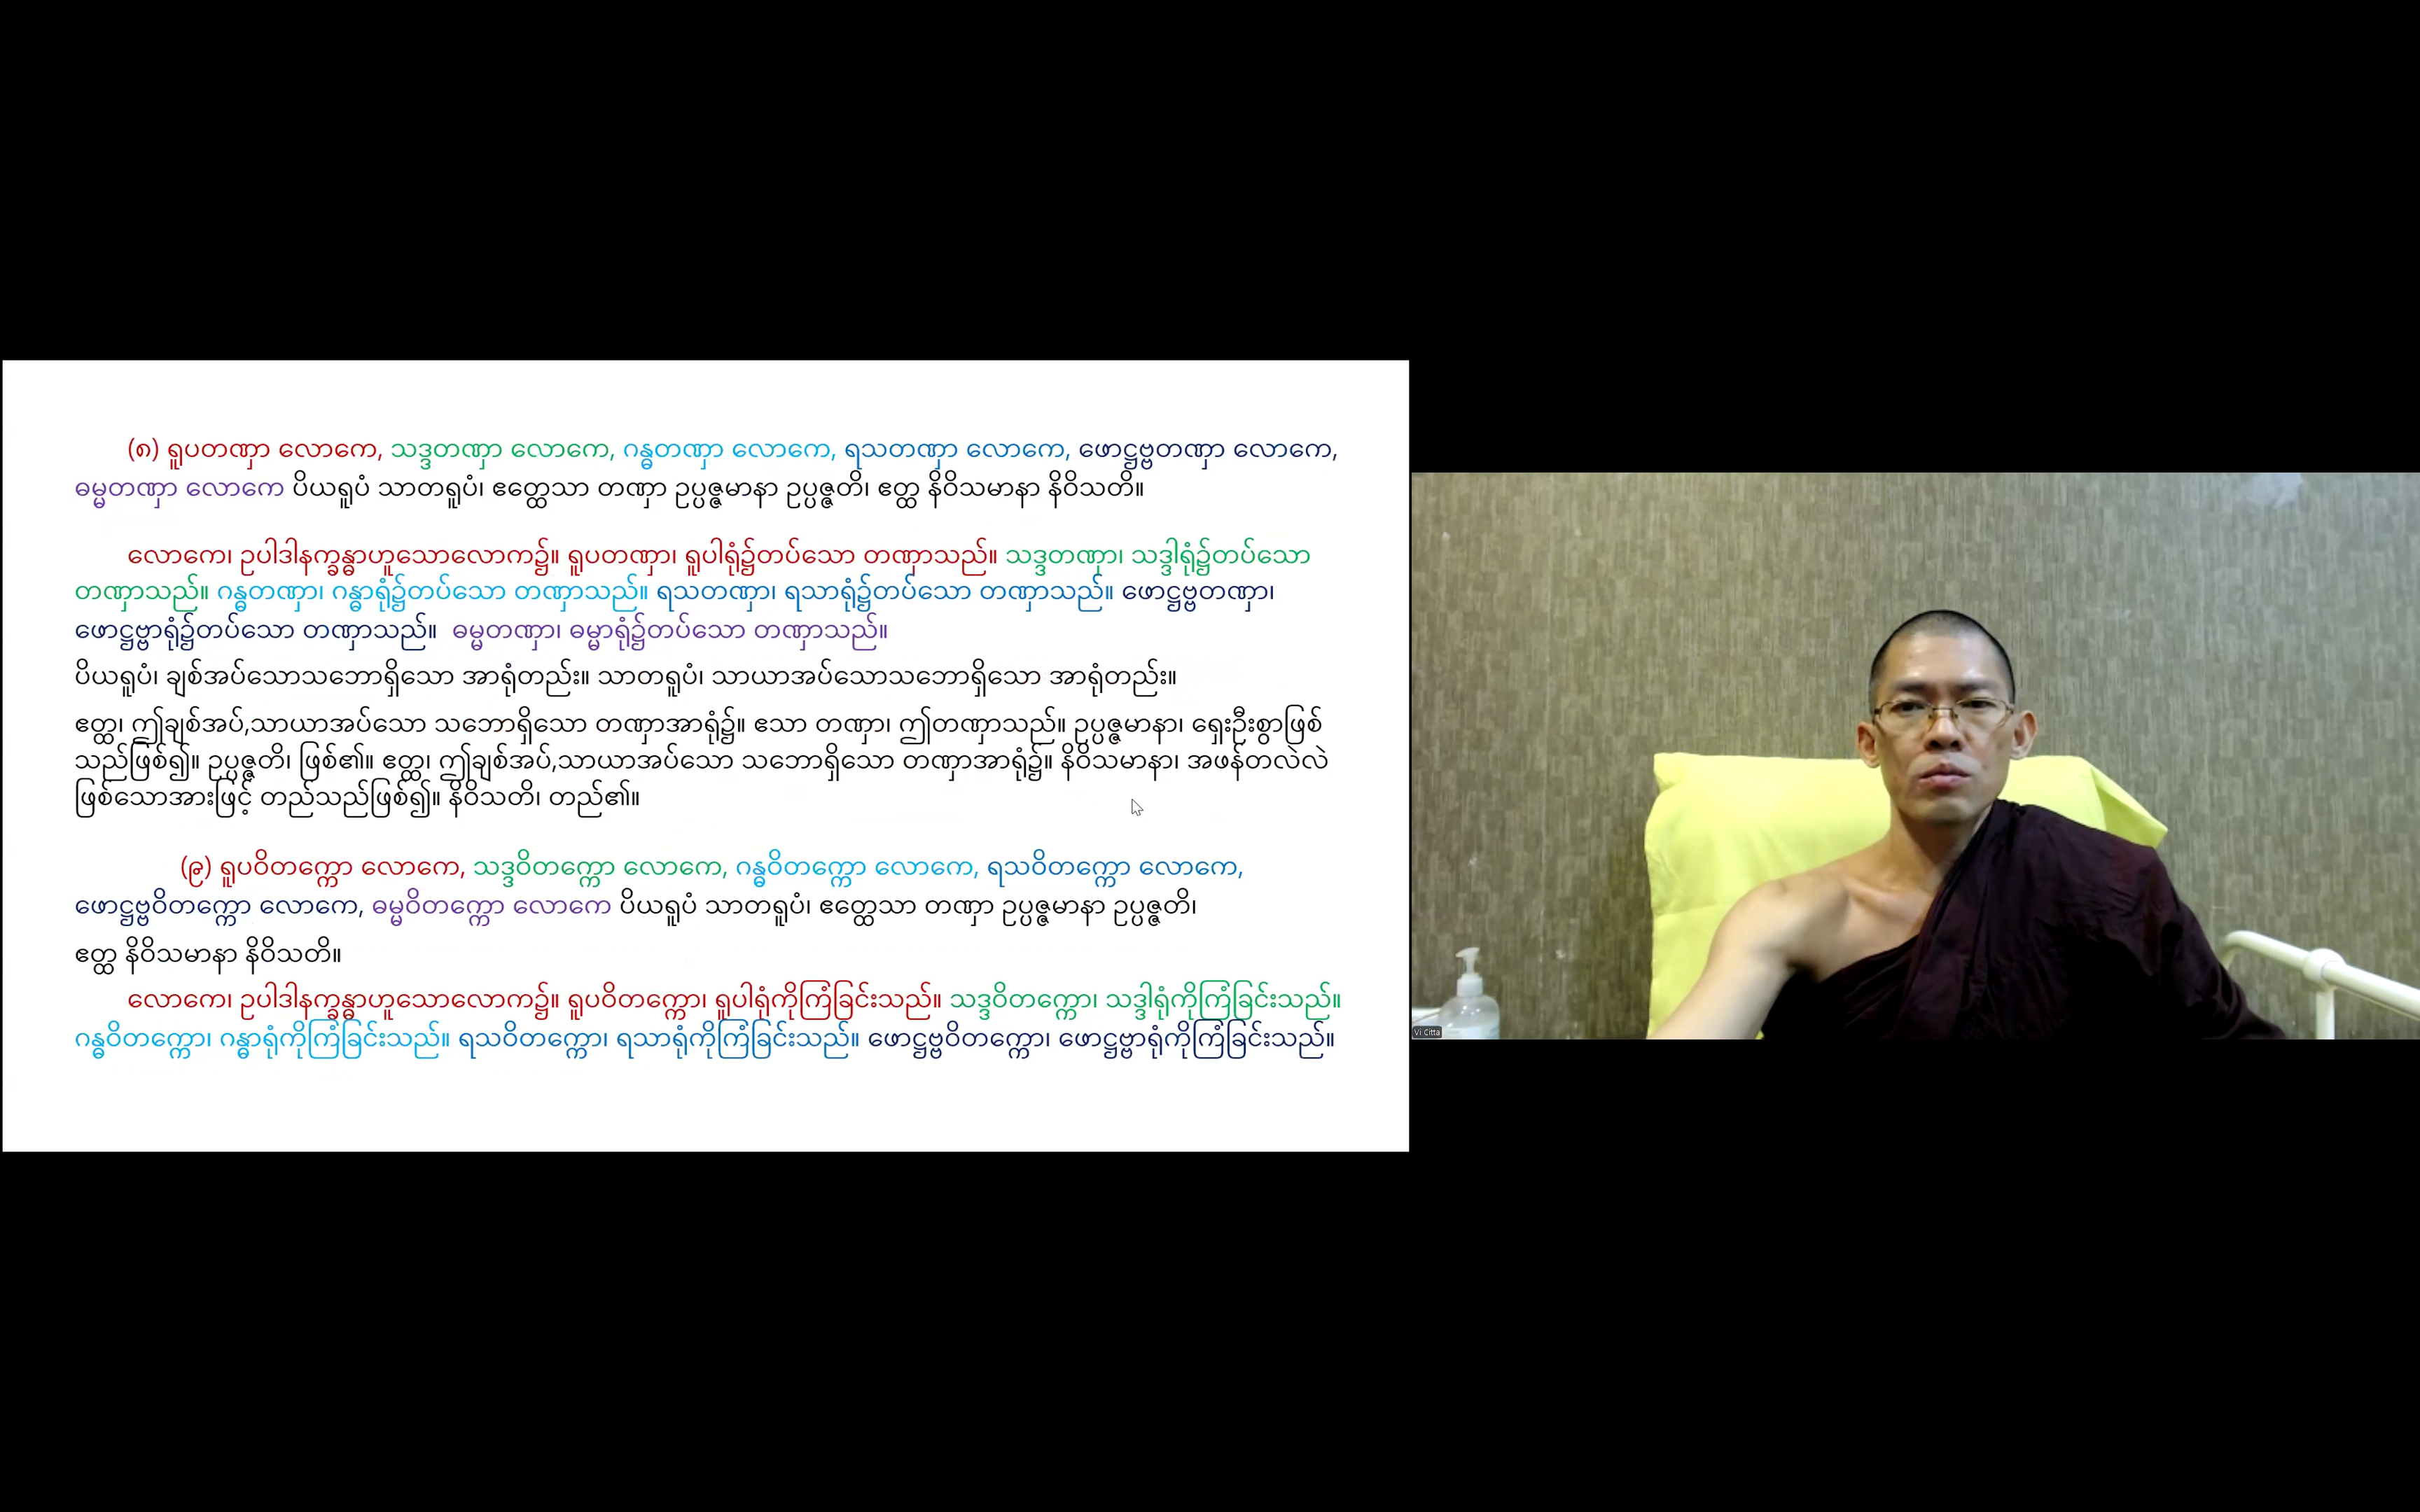 (၈) ရူပတဏှာ လောကေ, သဒ္ဒတဏှာ လောကေ, ဂန္ဓတဏှာ လောကေ, ရသတဏှာ လောကေ, ဖောဋ္ဌဗ္ဗတဏှာ လောကေ,
ဓမ္မတဏှာ လောကေ ပိယရူပံ သာတရူပံ၊ ဧတ္ထေသာ တဏှာ ဥပ္ပဇ္ဇမာနာ ဥပ္ပဇ္ဇတိ၊ ဧတ္ထ နိဝိသမာနာ နိဝိသတိ။
လောကေ၊ ဥပါဒါနက္ခန္ဓာဟူသောလောက၌။ ရူပတဏှာ၊ ရူပါရုံ၌တပ်သော တဏှာသည်။ သဒ္ဒတဏှာ၊ သဒ္ဒါရုံ၌တပ်သော
တဏှာသည်။ ဂန္ဓတဏှာ၊ ဂန္ဓာရုံ၌တပ်သော တဏှာသည်။ ရသတဏှာ၊ ရသာရုံ၌တပ်သော တဏှာသည်။ ဖောဋ္ဌဗ္ဗတဏှာ၊
ဖောဋ္ဌဗ္ဗာရုံ၌တပ်သော တဏှာသည်။ ဓမ္မတဏှာ၊ ဓမ္မာရုံ၌တပ်သော တဏှာသည်။
ပိယရူပံ၊ ချစ်အပ်သောသဘောရှိသော အာရုံတည်း။ သာတရူပံ၊ သာယာအပ်သောသဘောရှိသော အာရုံတည်း။
ဧတ္ထ၊ ဤချစ်အပ်,သာယာအပ်သော သဘောရှိသော တဏှာအာရုံ၌။ ဧသာ တဏှာ၊ ဤတဏှာသည်။ ဥပ္ပဇ္ဇမာနာ၊ ရှေးဦးစွာဖြစ်
သည်ဖြစ်၍။ ဥပ္ပဇ္ဇတိ၊ ဖြစ်၏။ ဧတ္ထ၊ ဤချစ်အပ်,သာယာအပ်သော သဘောရှိသော တဏှာအာရုံ၌။ နိဝိသမာနာ၊ အဖန်တလဲလဲ
ဖြစ်သောအားဖြင့် တည်သည်ဖြစ်၍။ နိဝိသတိ၊ တည်၏။
(၉) ရူပဝိတက္ကော လောကေ, သဒ္ဒဝိတက္ကော လောကေ, ဂန္ဓဝိတက္ကော လောကေ, ရသဝိတက္ကော လောကေ,
ဖောဋ္ဌဗ္ဗဝိတက္ကော လောကေ, ဓမ္မဝိတက္ကော လောကေ ပိယရူပံ သာတရူပံ၊ ဧတ္ထေသာ တဏှာ ဥပ္ပဇ္ဇမာနာ ဥပ္ပဇ္ဇတိ၊
ဧတ္ထ နိဝိသမာနာ နိဝိသတိ။
လောကေ၊ ဥပါဒါနက္ခန္ဓာဟူသောလောက၌။ ရူပဝိတက္ကော၊ ရူပါရုံကိုကြံခြင်းသည်။ သဒ္ဒဝိတက္ကော၊ သဒ္ဒါရုံကိုကြံခြင်းသည်။
ဂန္ဓဝိတက္ကော၊ ဂန္ဓာရုံကိုကြံခြင်းသည်။ ရသဝိတက္ကော၊ ရသာရုံကိုကြံခြင်းသည်။ ဖောဋ္ဌဗ္ဗဝိတက္ကော၊ ဖောဋ္ဌဗ္ဗာရုံကိုကြံခြင်းသည်။
Vi Citta